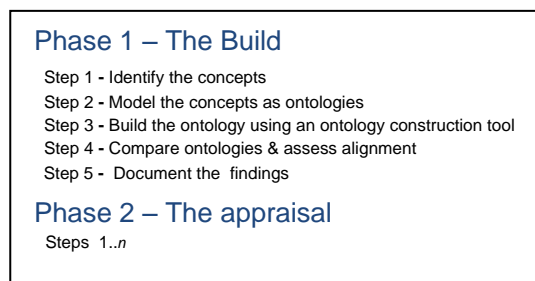 Phase 1 – The Build
Step 1 - Identify the concepts
Step 2 - Model the concepts as ontologies
Step 3 - Build the ontology using an ontology construction tool
Step 4 - Compare ontologies & assess alignment
Step 5 - Document the findings
Phase 2 – The appraisal
Steps 1..n